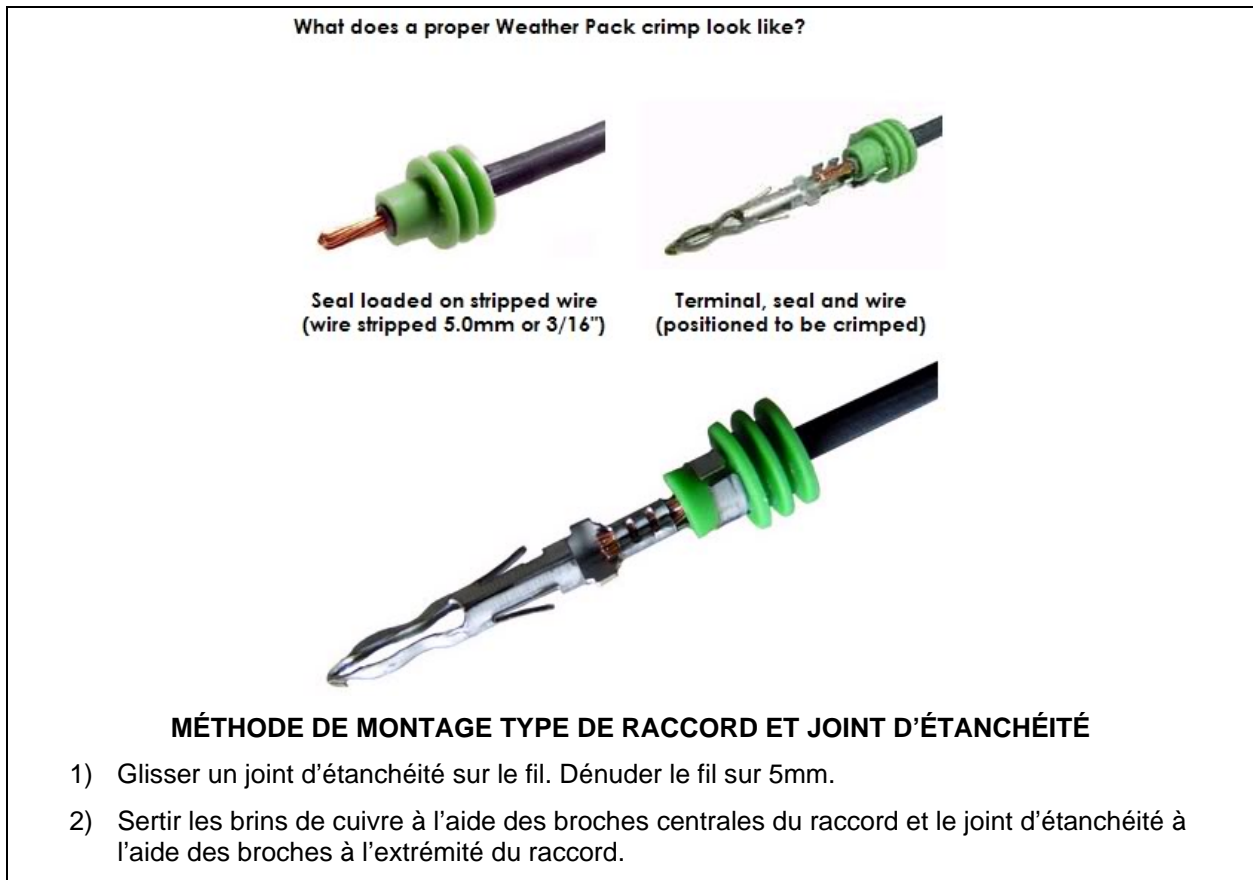 What does a proper Weather Pack crimp look like?
Seal loaded on stripped wire
(wire stripped 5.0mm or 3/16")
Terminal, seal and wire
(positioned to be crimped)
MÉTHODE DE MONTAGE TYPE DE RACCORD ET JOINT D’ÉTANCHÉITÉ
1) Glisser un joint d’étanchéité sur le fil. Dénuder le fil sur 5mm.
2) Sertir les brins de cuivre à l’aide des broches centrales du raccord et le joint d’étanchéité à
l’aide des broches à l’extrémité du raccord.